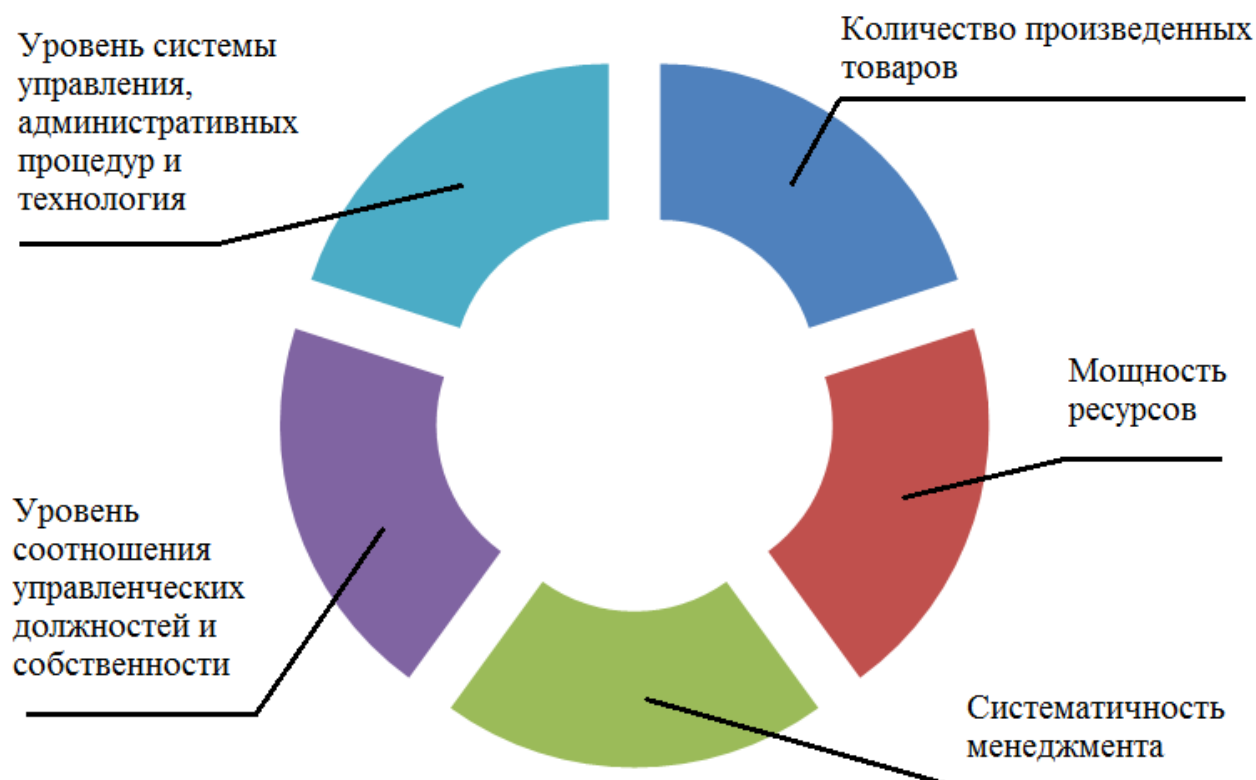 Уровень системы
управления,
административных
процедур и
технология
Количество произведенных
товаров
Мощность
ресурсов
Уровень
соотношения
управленческих
должностей и
собственности
Систематичность
менеджмента